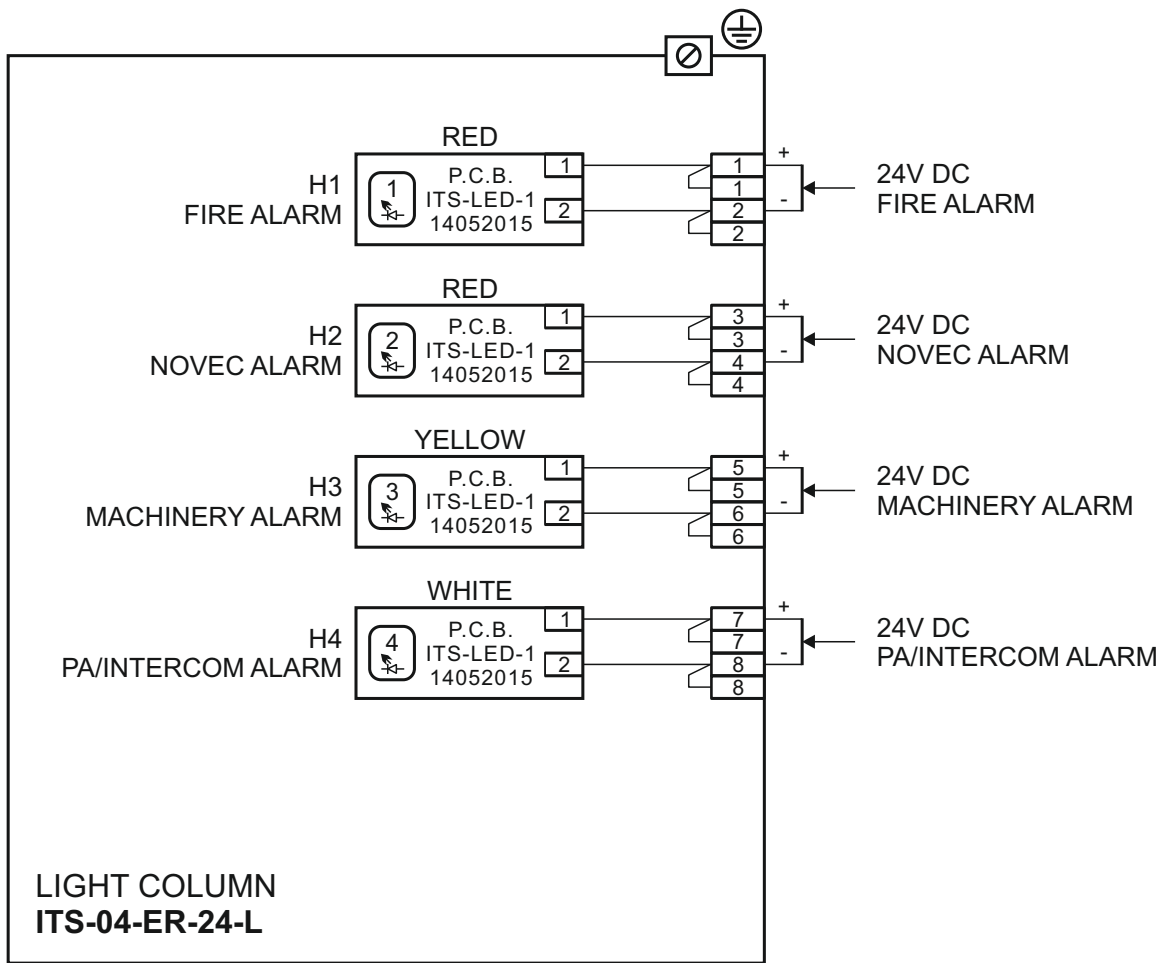 RED
H1
FIRE ALARM
1
P.C.B.
ITS-LED-1
14052015
1
2
1
1
2
2
+
-
24V DC
FIRE ALARM
RED
H2
NOVEC ALARM
2
P.C.B.
ITS-LED-1
14052015
1
2
3
3
4
4
+
-
24V DC
NOVEC ALARM
YELLOW
H3
MACHINERY ALARM
3
P.C.B.
ITS-LED-1
14052015
1
2
5
5
6
6
+
-
24V DC
MACHINERY ALARM
WHITE
H4
PA/INTERCOM ALARM
4
P.C.B.
ITS-LED-1
14052015
1
2
7
7
8
8
+
-
24V DC
PA/INTERCOM ALARM
LIGHT COLUMN
ITS-04-ER-24-L